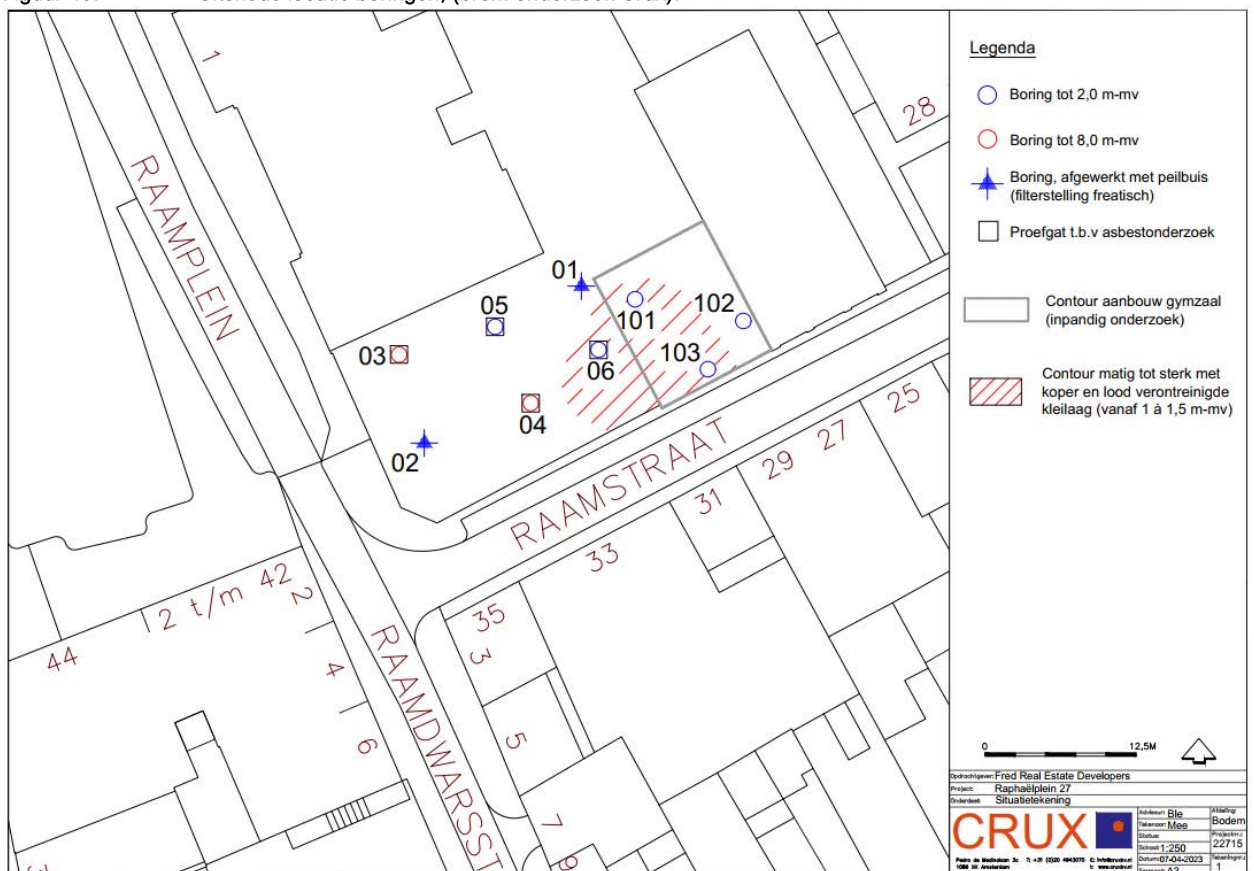 1
28
RAAMPLEIN
01
05
101
102
03
06
103
04
02
RAAMSTRAAT
25
27
29
31
33
35
2 t/m 42
2
44
4
3
RAAMDWARSST
6
5
7
9
Legenda
Boring tot 2,0 m-mv
Boring tot 8,0 m-mv
Boring, afgewerkt met peilbuis
(filterstelling freatisch)
Proefgat t.b.v asbestonderzoek
Contour aanbouw gymzaal
(inpandig onderzoek)
Contour matig tot sterk met
koper en lood verontreinigde
kleilaag (vanaf 1 à 1,5 m-mv)
0 12,5M
Opdrachtgever: Fred Real Estate Developers
Project: Raphaëlplein 27
Onderdeel: Situatietekening
CRUX
Adviseur: Ble
Tekenaar: Mee
Status:
Schaal: 1:250
Datum: 07-04-2023
Afdeling:
Bodem
Projectnr.:
22715
Tekeningnr.:
1